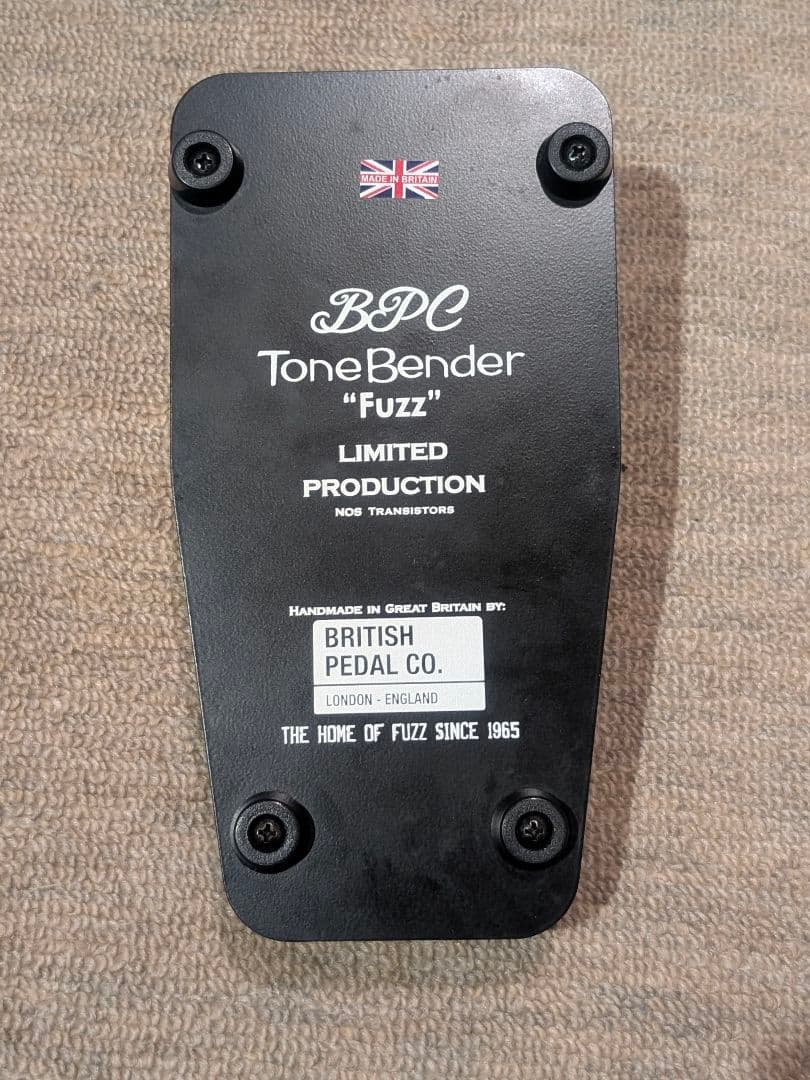 MADE IN BRITAIN
BPC
ToneBender
“Fuzz”
LIMITED
PRODUCTION
NOS TRANSISTORS
HANDMADE IN GREAT BRITAIN BY:
BRITISH
PEDAL CO.
LONDON - ENGLAND
THE HOME OF FUZZ SINCE 1965